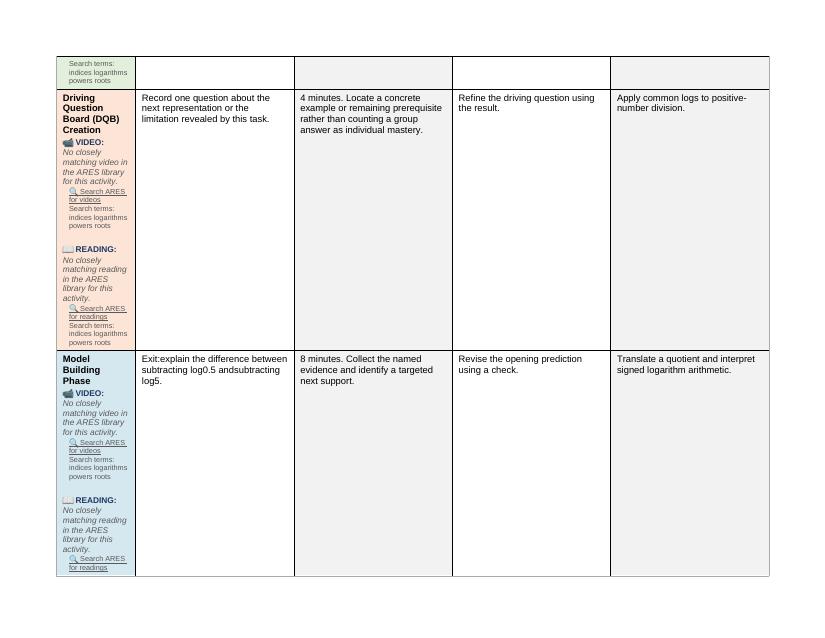 Search terms:
indices logarithms
powers roots
Driving
Question
Board (DQB)
Creation
📹 VIDEO:
No closely
matching video in
the ARES library
for this activity.
🔍 Search ARES
for videos
Search terms:
indices logarithms
powers roots
📖 READING:
No closely
matching reading
in the ARES
library for this
activity.
🔍 Search ARES
for readings
Search terms:
indices logarithms
powers roots
Record one question about the
next representation or the
limitation revealed by this task.
4 minutes. Locate a concrete
example or remaining prerequisite
rather than counting a group
answer as individual mastery.
Refine the driving question using
the result.
Apply common logs to positive-
number division.
Model
Building
Phase
📹 VIDEO:
No closely
matching video in
the ARES library
for this activity.
🔍 Search ARES
for videos
Search terms:
indices logarithms
powers roots
📖 READING:
No closely
matching reading
in the ARES
library for this
activity.
🔍 Search ARES
for readings
Exit:explain the difference between
subtracting log0.5 andsubtracting
log5.
8 minutes. Collect the named
evidence and identify a targeted
next support.
Revise the opening prediction
using a check.
Translate a quotient and interpret
signed logarithm arithmetic.